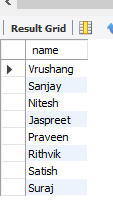 Result Grid
name
Vrushang
Sanjay
Nitesh
Jaspreet
Praveen
Rithvik
Satish
Suraj